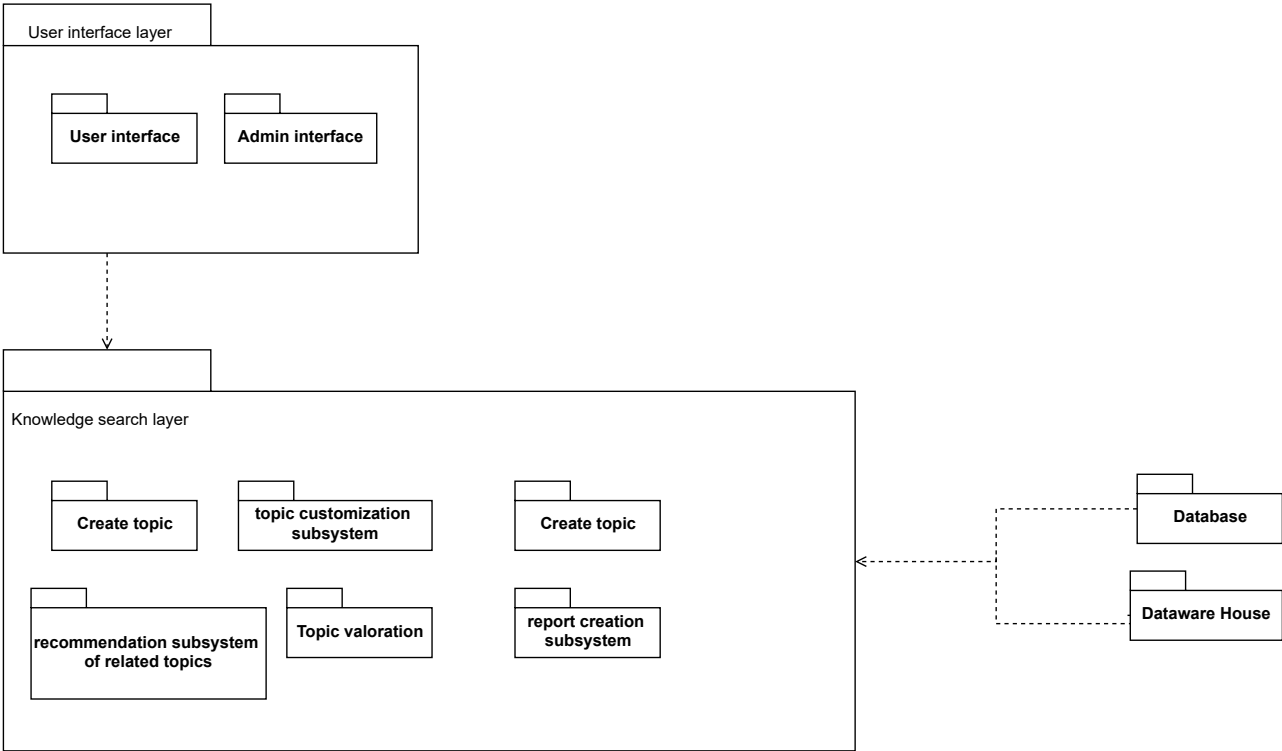 User interface layer
User interface
Admin interface
Knowledge search layer
Create topic
topic customization
subsystem
Create topic
recommendation subsystem
of related topics
Topic valoration
report creation
subsystem
Database
Dataware House